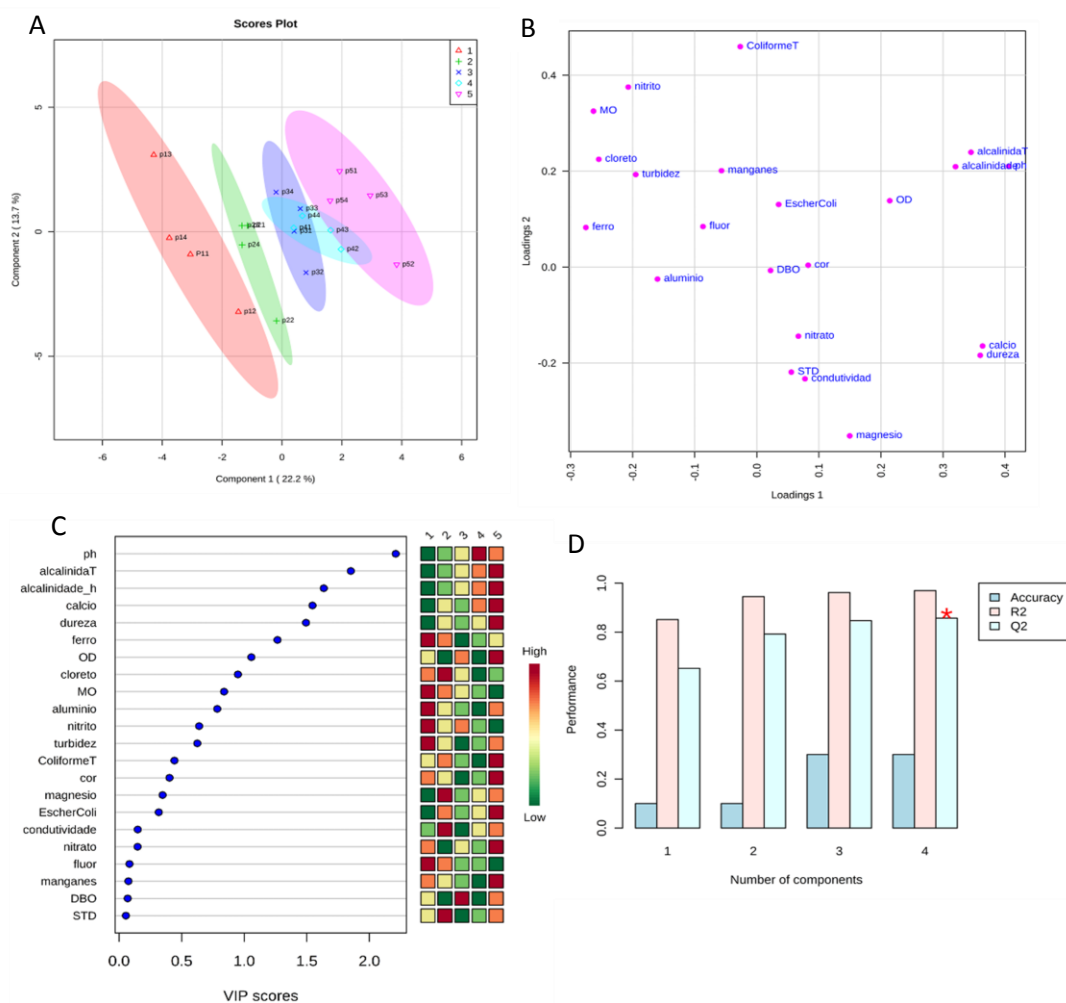 A
Scores Plot
Component 2 ( 13.7 %)
5
0
-5
1
2
3
4
5
p13
p14
P11
p12
p24
p22
p34
p33
p44
p43
p42
p32
p51
p54
p53
p52
-6
-4
-2
0
2
4
6
Component 1 ( 22.2 %)
B
Loadings 2
0.4
0.2
0.0
-0.2
ColiformeT
nitrito
MO
cloreto
turbidez
manganes
alcalinidaT
alcalinidade
ph
EscherColi
OD
ferro
fluor
aluminio
DBO
cor
nitrato
STD
condutividad
calcio
dureza
magnesio
-0.3
-0.2
-0.1
0.0
0.1
0.2
0.3
0.4
Loadings 1
C
1 2 3 4 5
ph
alcalinidaT
alcalinidade_h
calcio
dureza
ferro
OD
cloreto
MO
aluminio
nitrito
turbidez
ColiformeT
cor
magnesio
EscherColi
condutividade
nitrato
fluor
manganes
DBO
STD
0.0 0.5 1.0 1.5 2.0
VIP scores
High
Low
D
Performance
1.0
0.8
0.6
0.4
0.2
0.0
*
Accuracy
R2
Q2
1 2 3 4
Number of components